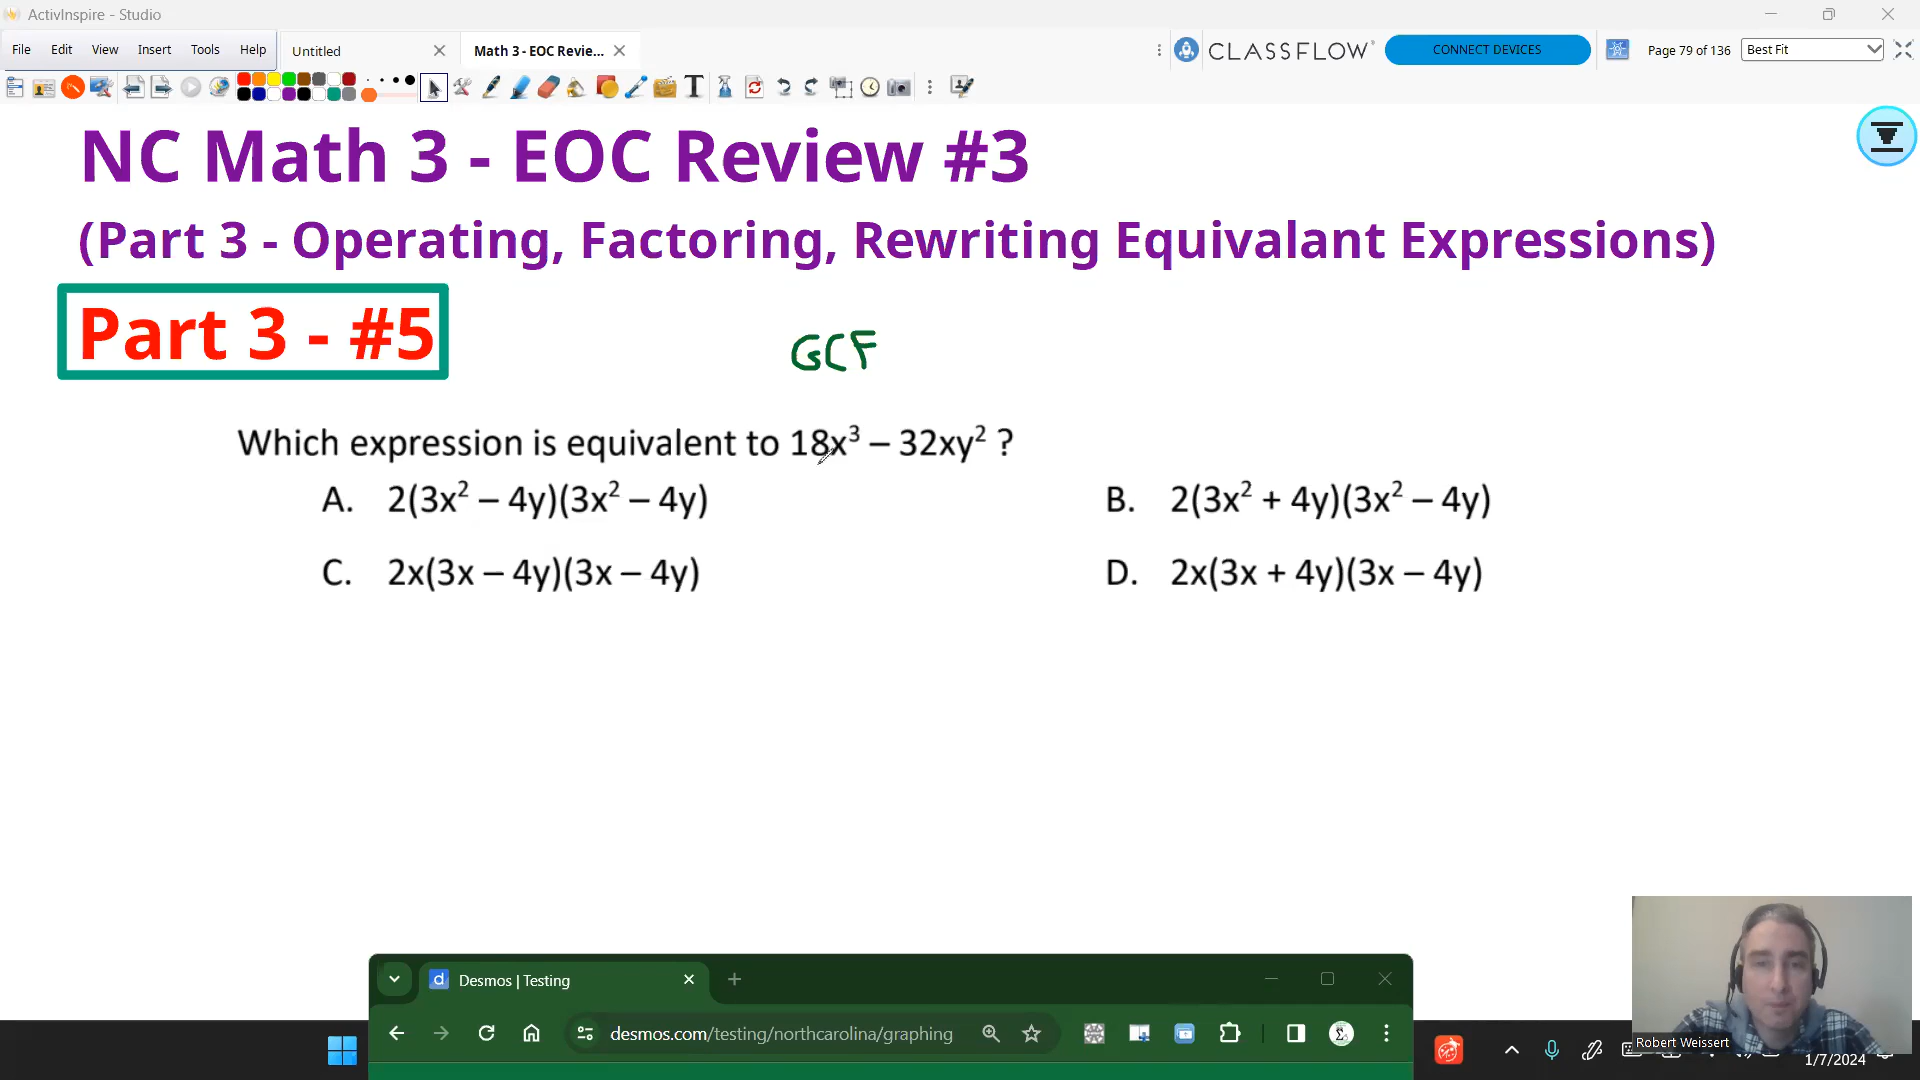 ActivInspire - Studio
File Edit View Insert Tools Help
Untitled
Math 3 - EOC Revie...
CLASSFLOW
CONNECT DEVICES
Page 79 of 136
Best Fit
NC Math 3 - EOC Review #3
(Part 3 - Operating, Factoring, Rewriting Equivalant Expressions)
Part 3 - #5
GCF
Which expression is equivalent to 18x³ – 32xy² ?
A. 2(3x² – 4y)(3x² – 4y)
B. 2(3x² + 4y)(3x² – 4y)
C. 2x(3x – 4y)(3x – 4y)
D. 2x(3x + 4y)(3x – 4y)
Desmos | Testing
desmos.com/testing/northcarolina/graphing
Robert Weissert
1/7/2024